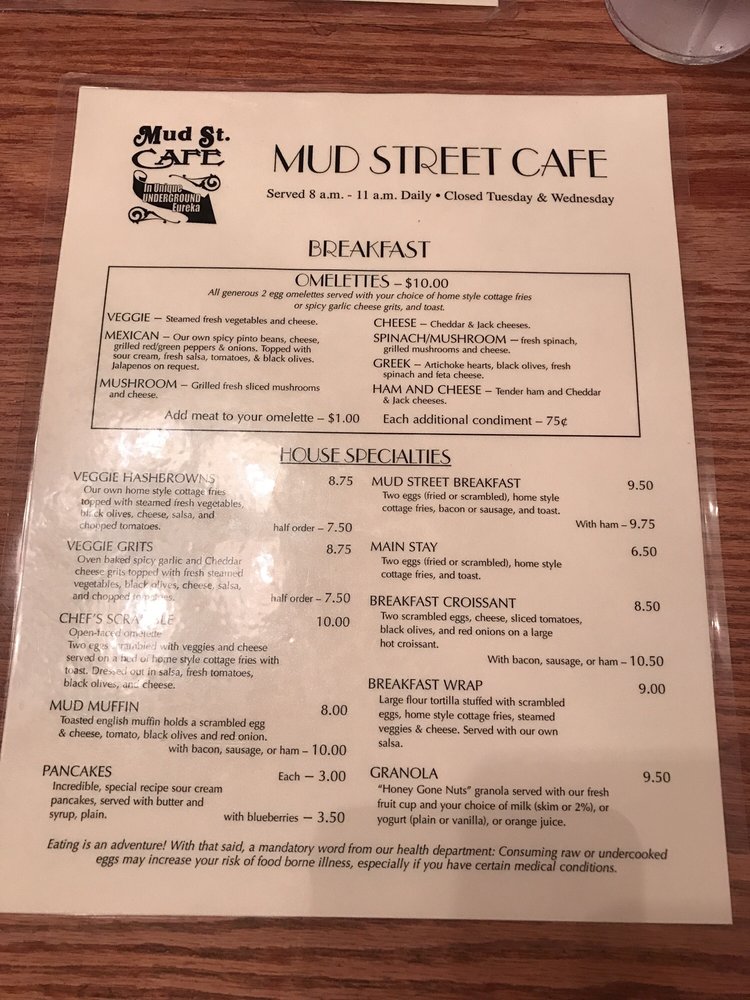 Mud St.
CAFE
In Unique
UNDERGROUND
Eureka
MUD STREET CAFE
Served 8 a.m. - 11 a.m. Daily • Closed Tuesday & Wednesday
BREAKFAST
OMELETTES – $10.00
All generous 2 egg omelettes served with your choice of home style cottage fries
or spicy garlic cheese grits, and toast.
VEGGIE – Steamed fresh vegetables and cheese.
MEXICAN – Our own spicy pinto beans, cheese,
grilled red/green peppers & onions. Topped with
sour cream, fresh salsa, tomatoes, & black olives.
Jalapenos on request.
MUSHROOM – Grilled fresh sliced mushrooms
and cheese.
CHEESE – Cheddar & Jack cheeses.
SPINACH/MUSHROOM – fresh spinach,
grilled mushrooms and cheese.
GREEK – Artichoke hearts, black olives, fresh
spinach and feta cheese.
HAM AND CHEESE – Tender ham and Cheddar
& Jack cheeses.
Add meat to your omelette – $1.00 Each additional condiment – 75¢
HOUSE SPECIALTIES
VEGGIE HASHBROWNS 8.75
Our own home style cottage fries
topped with steamed fresh vegetables,
black olives, cheese, salsa, and
chopped tomatoes. half order – 7.50
VEGGIE GRITS 8.75
Oven baked spicy garlic and Cheddar
cheese grits topped with fresh steamed
vegetables, black olives, cheese, salsa,
and chopped tomatoes. half order – 7.50
CHEF'S SCRAMBLE 10.00
Open-faced omelette
Two eggs scrambled with veggies and cheese
served on a bed of home style cottage fries with
toast. Dressed out in salsa, fresh tomatoes,
black olives, and cheese.
MUD MUFFIN 8.00
Toasted english muffin holds a scrambled egg
& cheese, tomato, black olives and red onion.
with bacon, sausage, or ham – 10.00
PANCAKES Each – 3.00
Incredible, special recipe sour cream
pancakes, served with butter and
syrup, plain. with blueberries – 3.50
MUD STREET BREAKFAST 9.50
Two eggs (fried or scrambled), home style
cottage fries, bacon or sausage, and toast.
With ham – 9.75
MAIN STAY 6.50
Two eggs (fried or scrambled), home style
cottage fries, and toast.
BREAKFAST CROISSANT 8.50
Two scrambled eggs, cheese, sliced tomatoes,
black olives, and red onions on a large
hot croissant.
With bacon, sausage, or ham – 10.50
BREAKFAST WRAP 9.00
Large flour tortilla stuffed with scrambled
eggs, home style cottage fries, steamed
veggies & cheese. Served with our own
salsa.
GRANOLA 9.50
"Honey Gone Nuts" granola served with our fresh
fruit cup and your choice of milk (skim or 2%), or
yogurt (plain or vanilla), or orange juice.
Eating is an adventure! With that said, a mandatory word from our health department: Consuming raw or undercooked
eggs may increase your risk of food borne illness, especially if you have certain medical conditions.